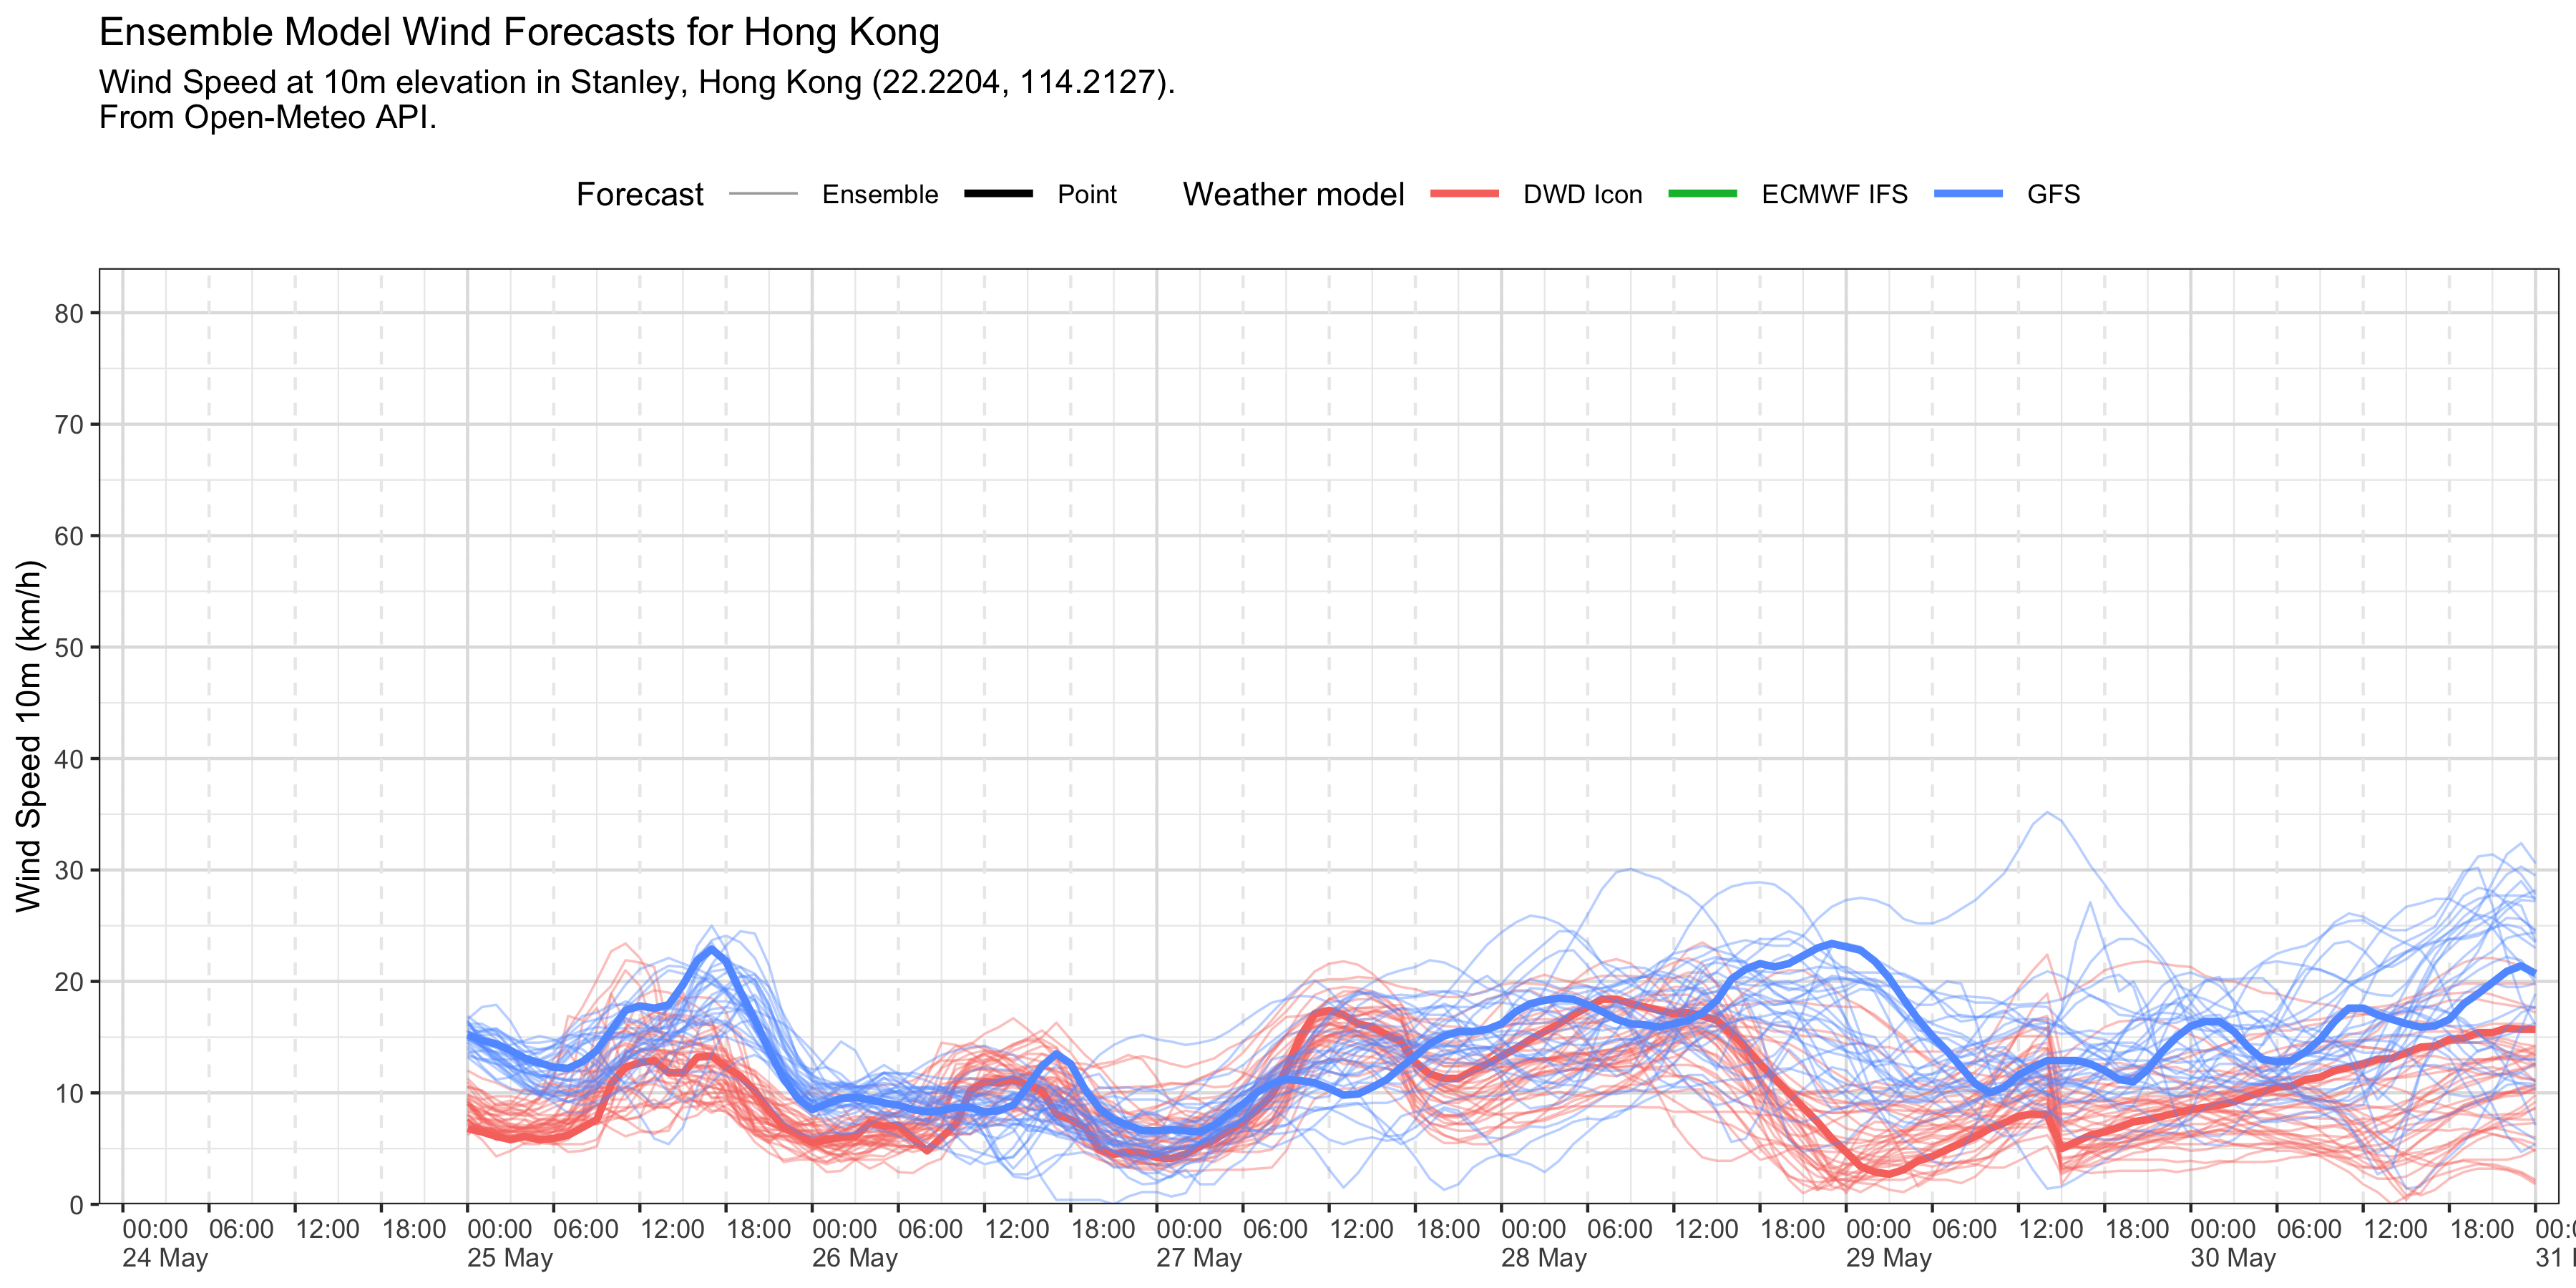 Ensemble Model Wind Forecasts for Hong Kong
Wind Speed at 10m elevation in Stanley, Hong Kong (22.2204, 114.2127).
From Open-Meteo API.
Forecast Ensemble Point Weather model DWD Icon ECMWF IFS GFS
Wind Speed 10m (km/h)
80
70
60
50
40
30
20
10
0
00:00 06:00 12:00 18:00 00:00 06:00 12:00 18:00 00:00 06:00 12:00 18:00 00:00 06:00 12:00 18:00 00:00 06:00 12:00 18:00 00:00 06:00 12:00 18:00 00:00 06:00 12:00 18:00 00:
24 May 25 May 26 May 27 May 28 May 29 May 30 May 31